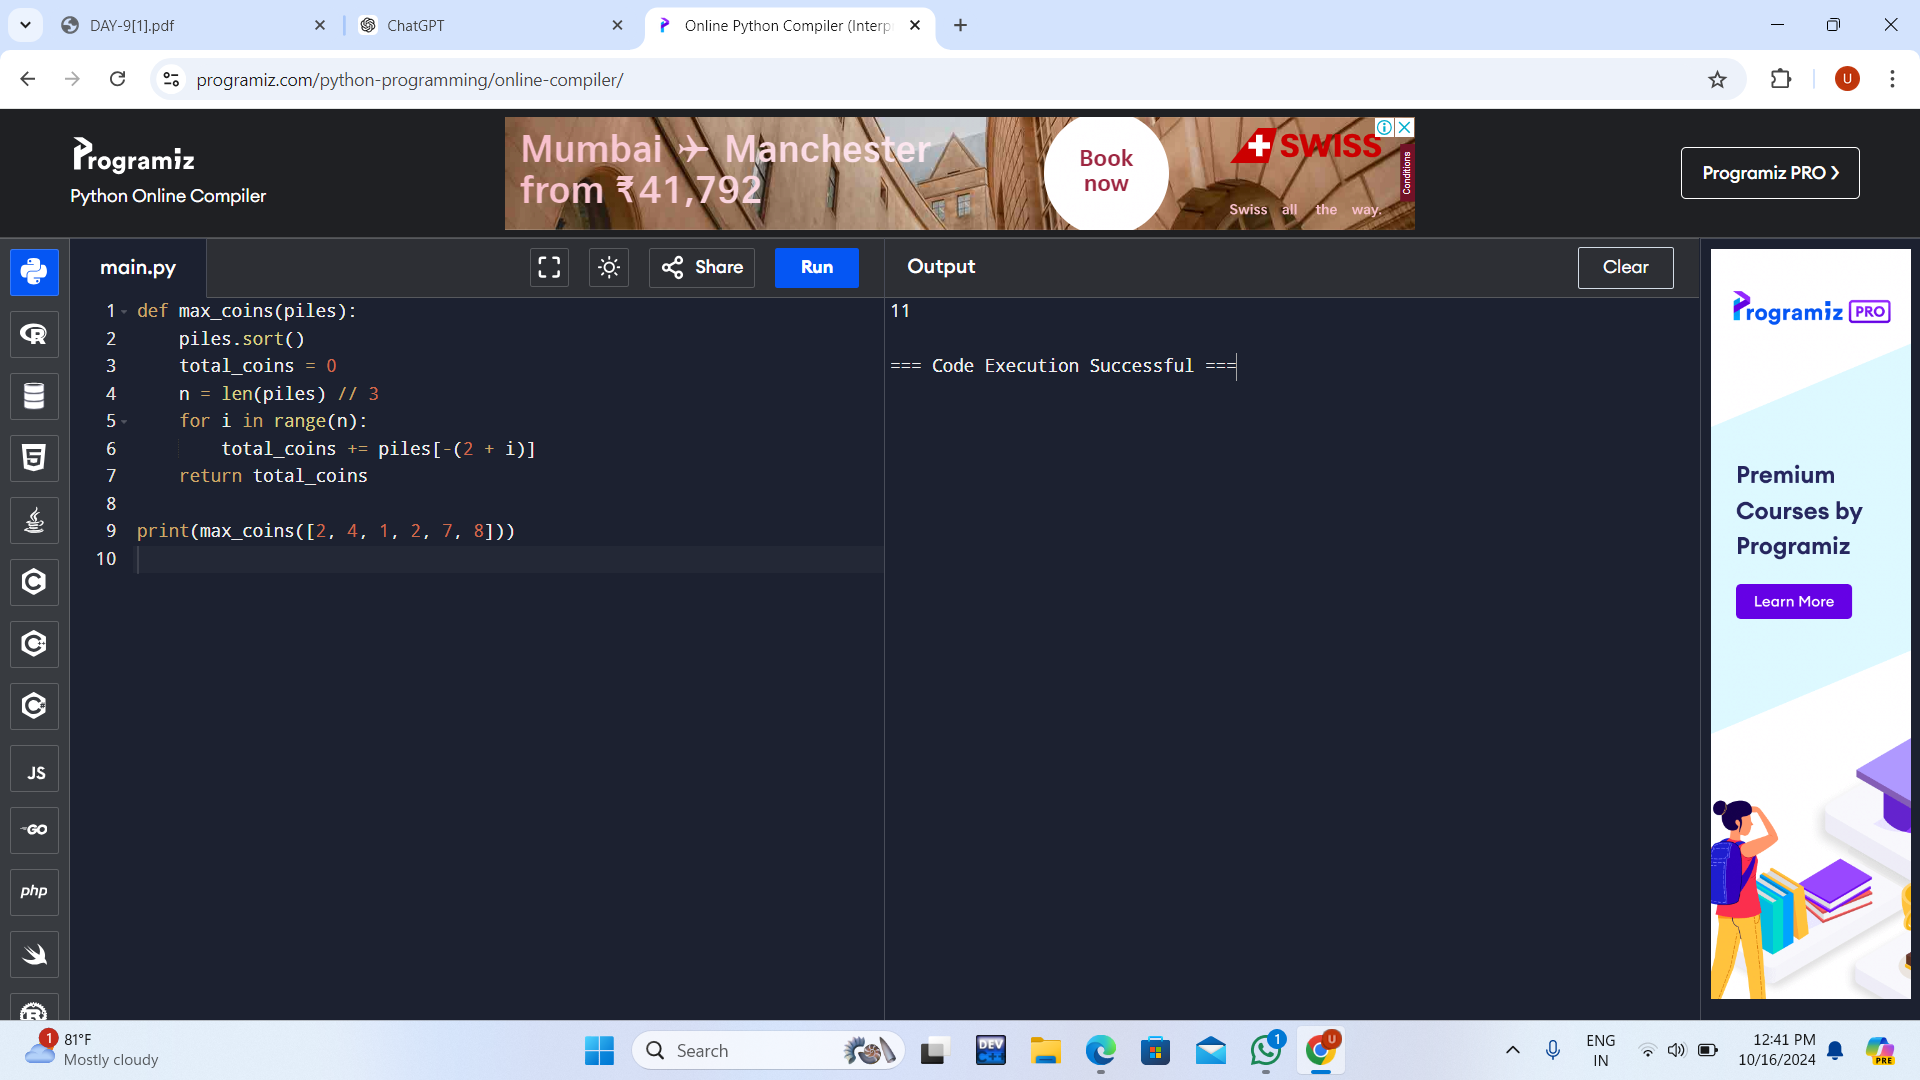 DAY-9[1].pdf
ChatGPT
Online Python Compiler (Interp
programiz.com/python-programming/online-compiler/
U
Programiz
Python Online Compiler
Mumbai Manchester
from ₹41,792
Book
now
SWISS
Swiss all the way.
Conditions
Programiz PRO
main.py
Share
Run
Output
Clear
1 def max_coins(piles):
2 piles.sort()
3 total_coins = 0
4 n = len(piles) // 3
5 for i in range(n):
6 total_coins += piles[-(2 + i)]
7 return total_coins
8
9 print(max_coins([2, 4, 1, 2, 7, 8]))
10
11
=== Code Execution Successful ===
R
5
C
C
C
JS
GO
php
R
Programiz PRO
Premium
Courses by
Programiz
Learn More
1
81°F
Mostly cloudy
Search
DEV
C++
1
U
ENG
IN
12:41 PM
10/16/2024
PRE